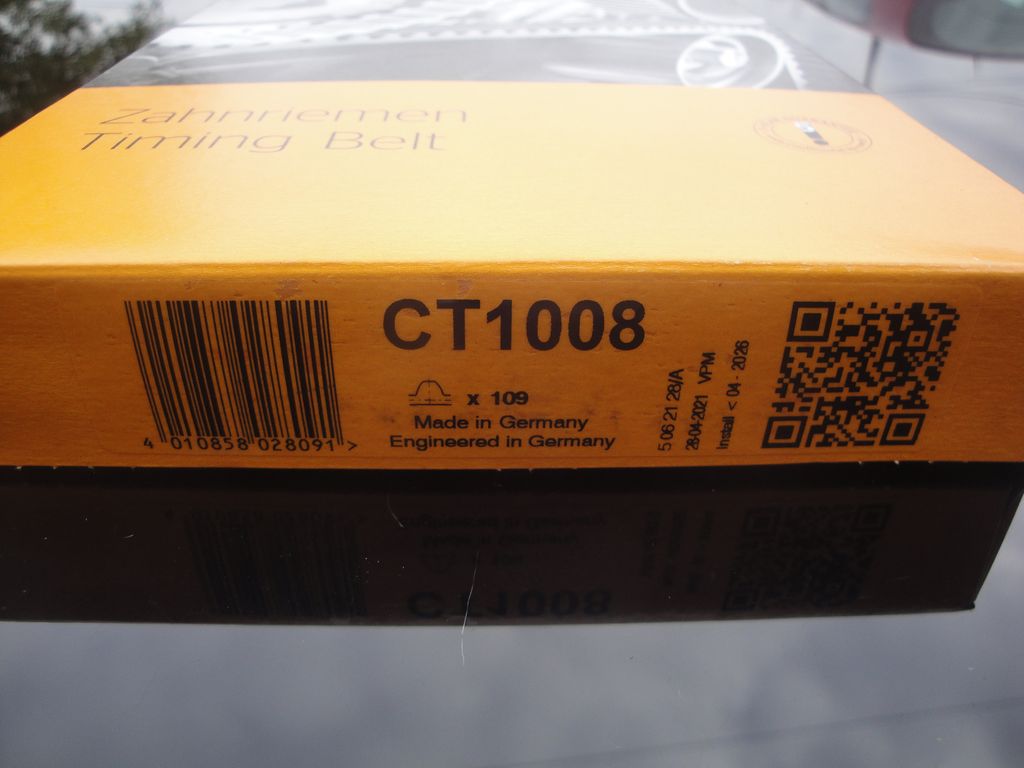 Zahnriemen
Timing Belt
CT1008
x 109
Made in Germany
Engineered in Germany
4 010858 028091 >
5 06 21 28/A
28-04-2021 VPM
Install < 04 - 2026